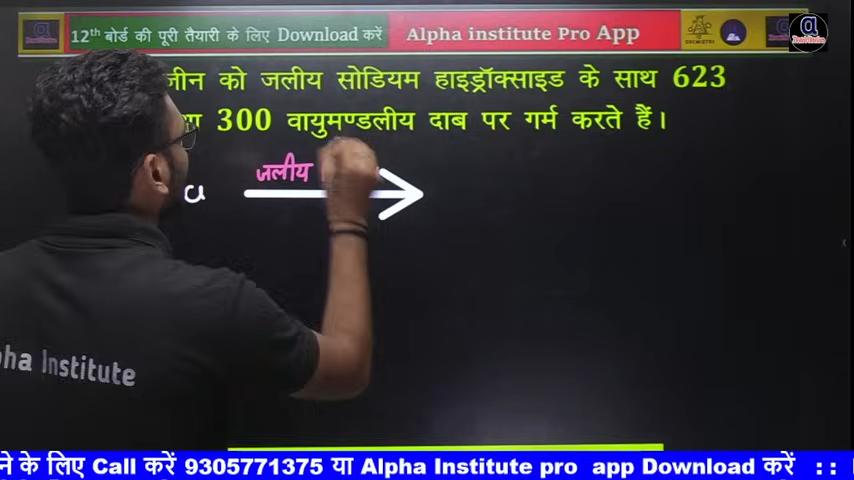 12th बोर्ड की पूरी तैयारी के लिए Download करें
Alpha institute Pro App
CHEMISTRY
को जलीय सोडियम हाइड्रॉक्साइड के साथ 623
300 वायुमण्डलीय दाब पर गर्म करते हैं।
जलीय
Institute
के लिए Call करें 9305771375 या Alpha Institute pro app Download करें ::